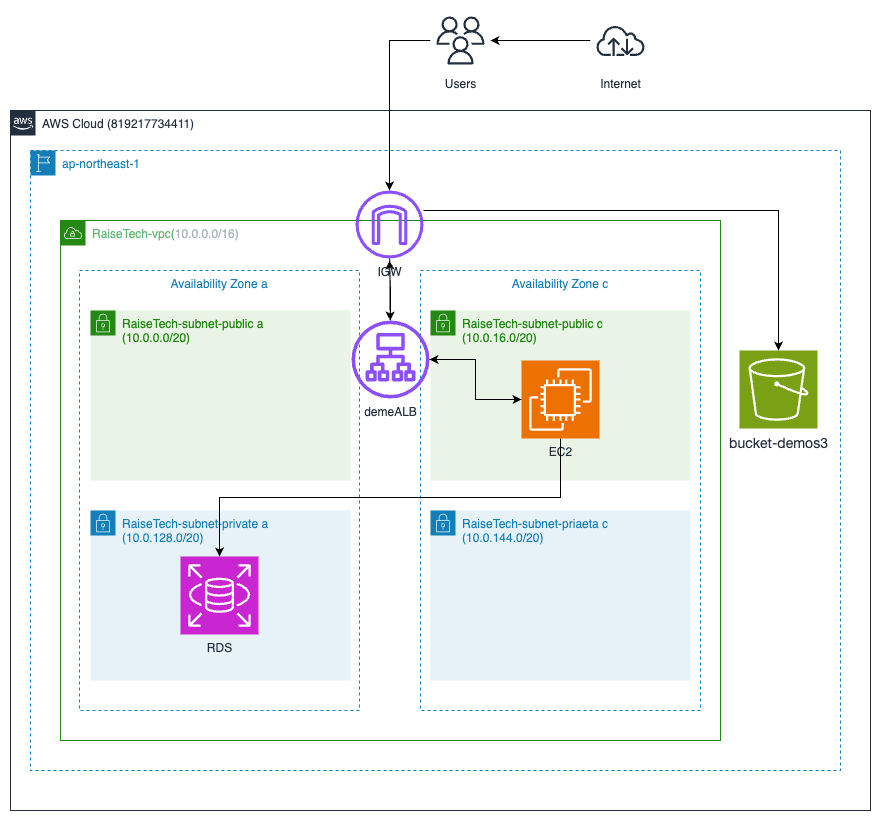 Users
Internet
aws
AWS Cloud (819217734411)
ap-northeast-1
RaiseTech-vpc(10.0.0.0/16)
IGW
Availability Zone a
Availability Zone c
RaiseTech-subnet-public a
(10.0.0.0/20)
RaiseTech-subnet-public c
(10.0.16.0/20)
demeALB
EC2
bucket-demos3
RaiseTech-subnet-private a
(10.0.128.0/20)
RaiseTech-subnet-priaeta c
(10.0.144.0/20)
RDS